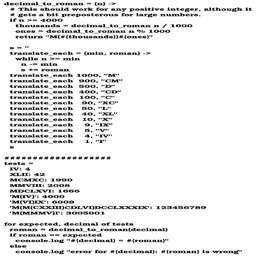 decimal_to_roman = (n) ->
# This should work for any positive integer, although it
# gets a bit preposterous for large numbers.
if n >= 4000
thousands = decimal_to_roman n / 1000
ones = decimal_to_roman n % 1000
return "M(#{thousands})#{ones}"
s = ''
translate_each = (min, roman) ->
while n >= min
n -= min
s += roman
translate_each 1000, "M"
translate_each 900, "CM"
translate_each 500, "D"
translate_each 400, "CD"
translate_each 100, "C"
translate_each 90, "XC"
translate_each 50, "L"
translate_each 40, "XL"
translate_each 10, "X"
translate_each 9, "IX"
translate_each 5, "V"
translate_each 4, "IV"
translate_each 1, "I"
s
###################
tests =
IV: 4
XLII: 42
MCMXC: 1990
MMVIII: 2008
MDCLXVI: 1666
'M(IV)': 4000
'M(VI)IX': 6009
'M(M(CXXIII)CDLVI)DCCLXXXIX': 123456789
'M(MMMV)I': 3005001
for expected, decimal of tests
roman = decimal_to_roman(decimal)
if roman == expected
console.log "#{decimal} = #{roman}"
else
console.log "error for #{decimal}: #{roman} is wrong"